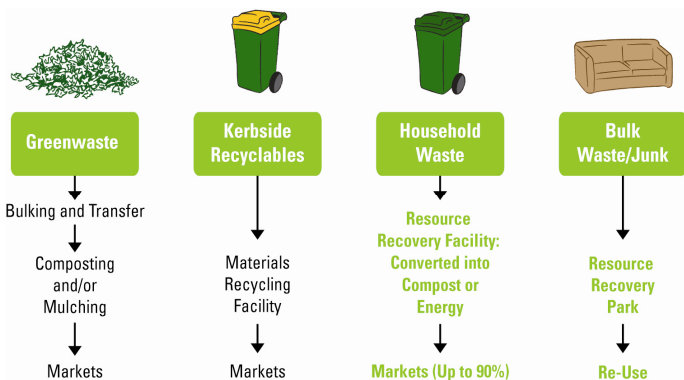 Greenwaste
Kerbside
Recyclables
Household
Waste
Bulk
Waste/Junk
Bulking and Transfer
Composting
and/or
Mulching
Markets
Materials
Recycling
Facility
Markets
Resource
Recovery Facility:
Converted into
Compost or
Energy
Markets (Up to 90%)
Resource
Recovery
Park
Re-Use